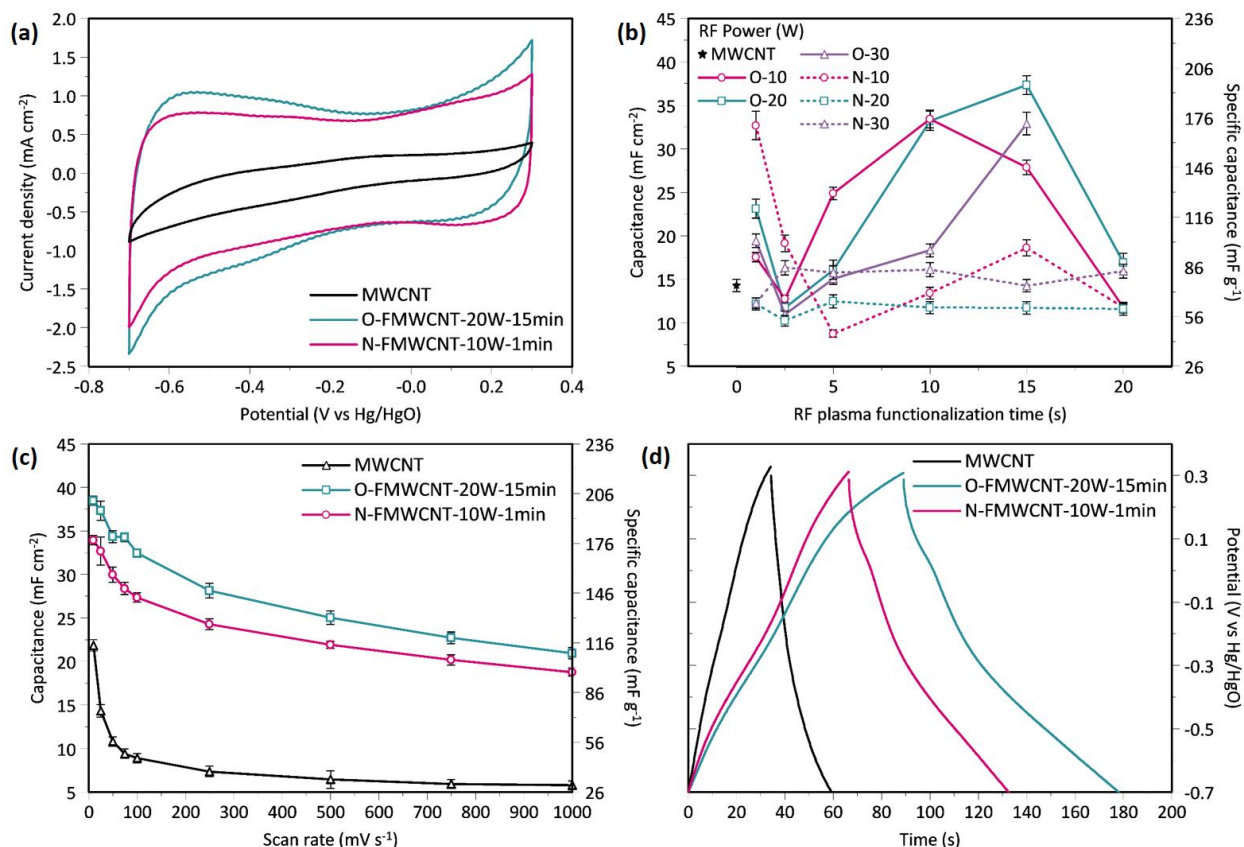 (a)
2.0
1.5
1.0
0.5
0.0
-0.5
-1.0
-1.5
-2.0
-2.5
Current density (mA cm-2)
MWCNT
O-FMWCNT-20W-15min
N-FMWCNT-10W-1min
-0.8 -0.6 -0.4 -0.2 -0.0 0.2 0.4
Potential (V vs Hg/HgO)
(b)
45
40
35
30
25
20
15
10
5
Capacitance (mF cm-2)
RF Power (W)
MWCNT
O-10
O-20
O-30
N-10
N-20
N-30
236
206
176
146
116
86
56
26
Specific capacitance (mF g-1)
0 5 10 15 20
RF plasma functionalization time (s)
(c)
45
40
35
30
25
20
15
10
5
Capacitance (mF cm-2)
MWCNT
O-FMWCNT-20W-15min
N-FMWCNT-10W-1min
236
206
176
146
116
86
56
26
Specific capacitance (mF g-1)
0 100 200 300 400 500 600 700 800 900 1000
Scan rate (mV s-1)
(d)
MWCNT
O-FMWCNT-20W-15min
N-FMWCNT-10W-1min
0.3
0.1
-0.1
-0.3
-0.5
-0.7
Potential (V vs Hg/HgO)
0 20 40 60 80 100 120 140 160 180 200
Time (s)